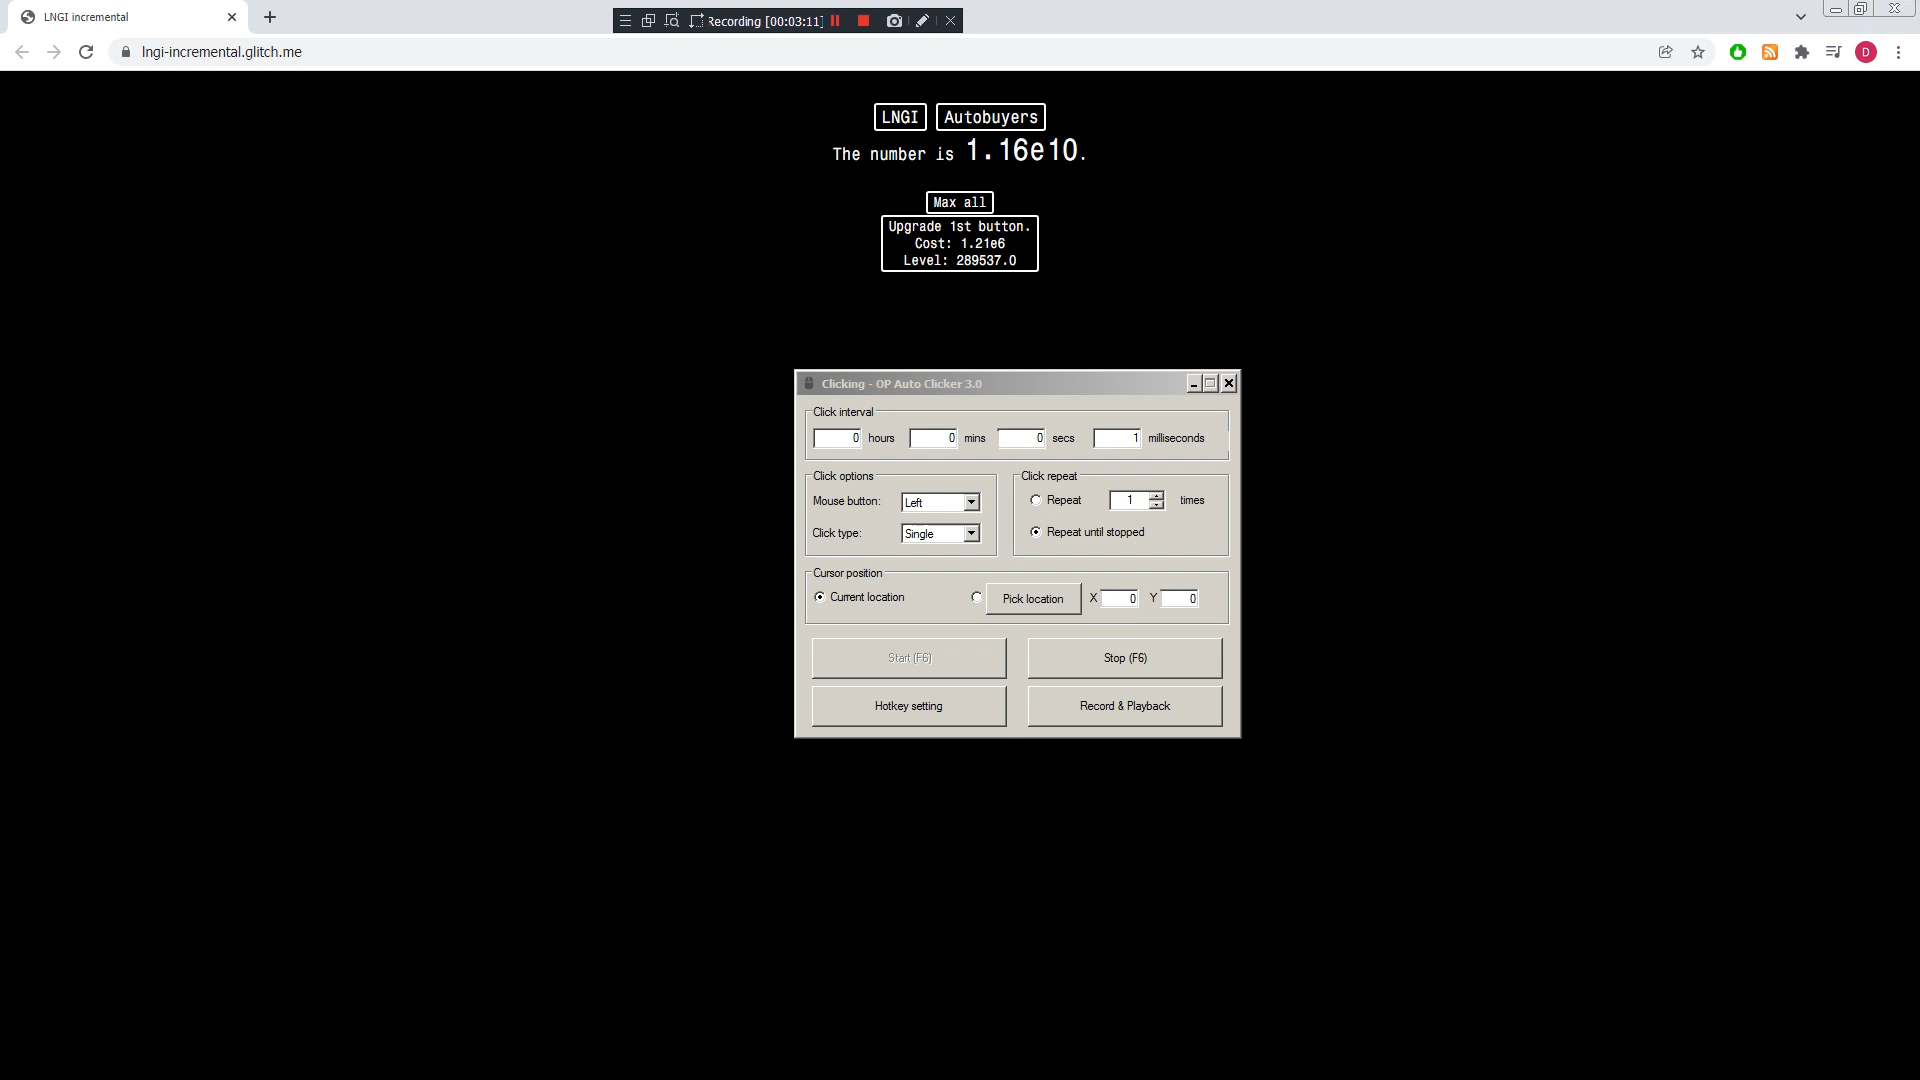 LNGI incremental
Recording [00:03:11]
lngi-incremental.glitch.me
D
LNGI Autobuyers
The number is 1.16e10.
Max all
Upgrade 1st button.
Cost: 1.21e6
Level: 289537.0
Clicking - OP Auto Clicker 3.0
Click interval
0 hours 0 mins 0 secs 1 milliseconds
Click options
Mouse button: Left
Click type: Single
Click repeat
Repeat 1 times
Repeat until stopped
Cursor position
Current location Pick location X 0 Y 0
Start (F6) Stop (F6)
Hotkey setting Record & Playback